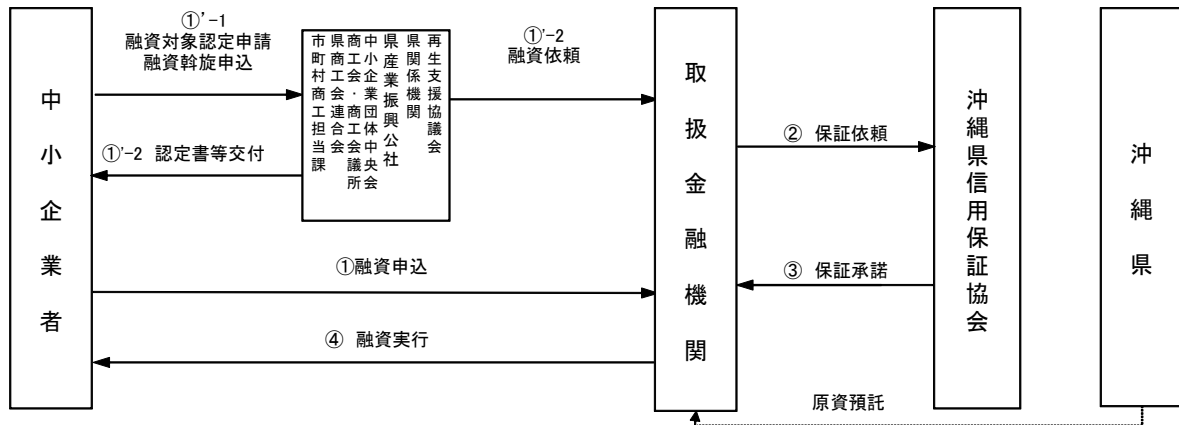 ①’-1
融資対象認定申請
融資斡旋申込
①’-2 認定書等交付
中小企業者
再生支援協議会
県関係機関
県産業振興公社
中小企業団体中央会
商工会・商工会議所
県商工会連合会
市町村商工担当課
①’-2
融資依頼
①融資申込
④ 融資実行
取扱金融機関
② 保証依頼
③ 保証承諾
原資預託
沖縄県信用保証協会
沖縄県